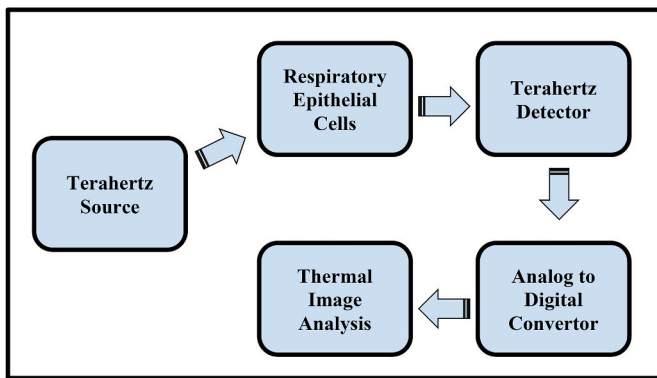 Terahertz
Source
Respiratory
Epithelial
Cells
Terahertz
Detector
Analog to
Digital
Convertor
Thermal
Image
Analysis